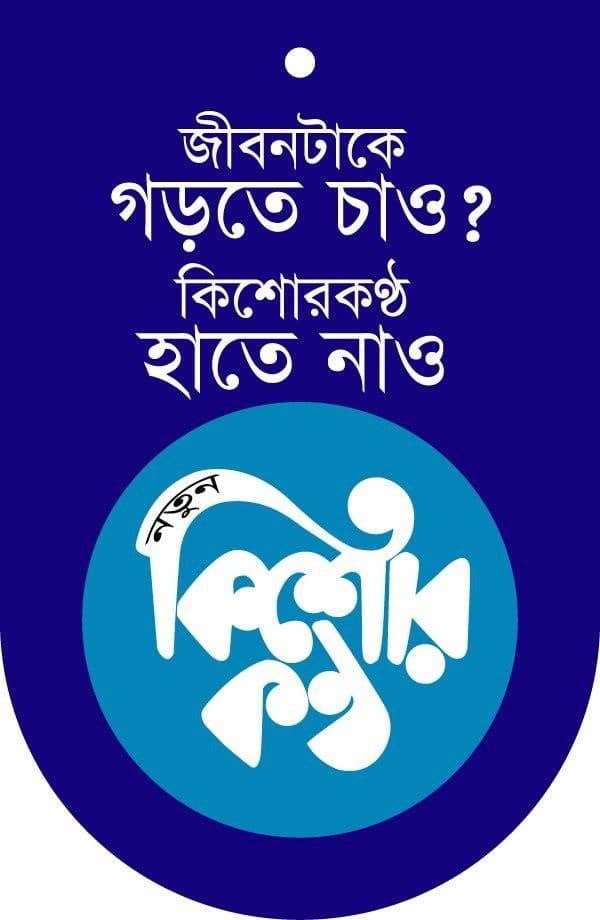 জীবনটাকে
গড়তে চাও?
কিশোরকণ্ঠ
হাতে নাও
নতুন
কিশোর
কণ্ঠ